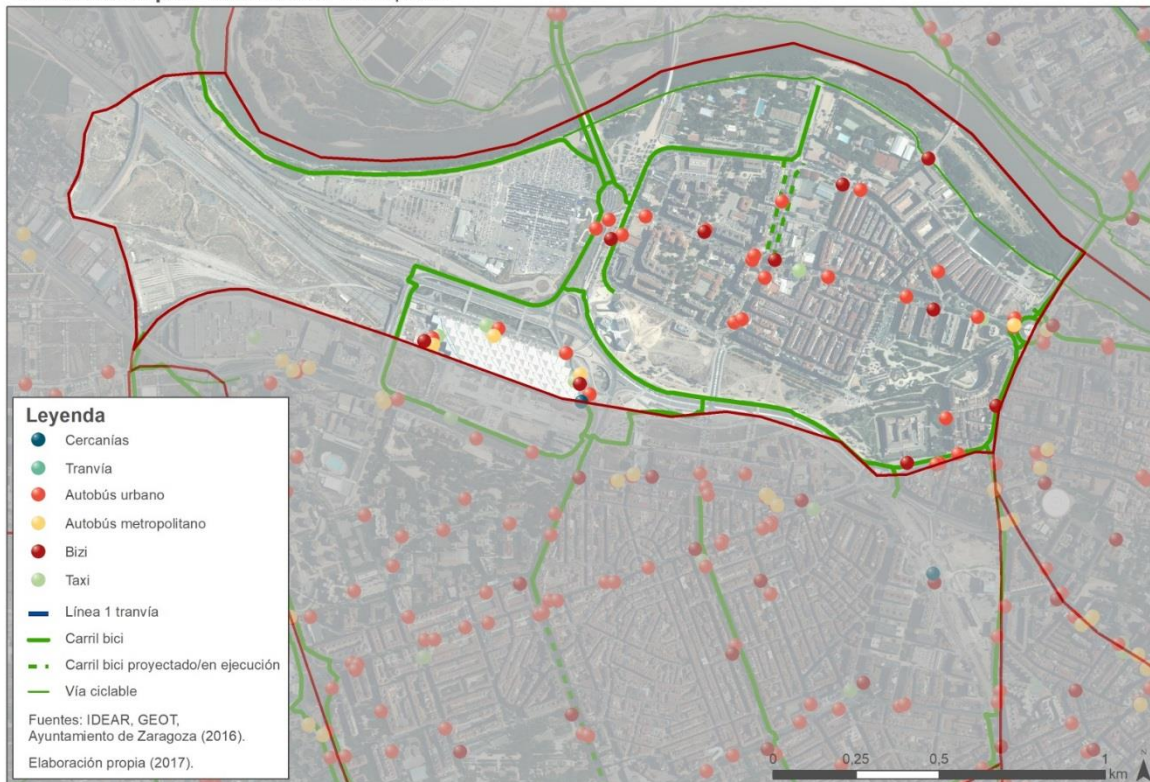 Leyenda
Cercanías
Tranvía
Autobús urbano
Autobús metropolitano
Bizi
Taxi
Línea 1 tranvía
Carril bici
Carril bici proyectado/en ejecución
Vía ciclable
Fuentes: IDEAR, GEOT,
Ayuntamiento de Zaragoza (2016).
Elaboración propia (2017).
0 0,25 0,5 1
km
N